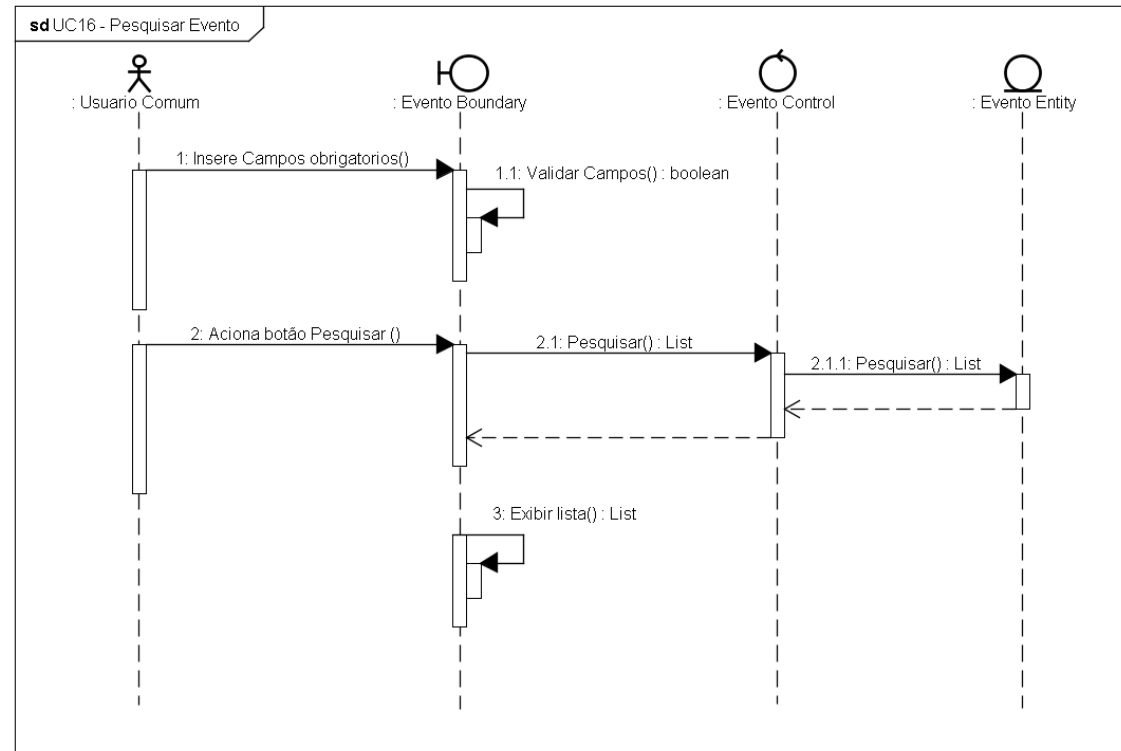 sd UC16 - Pesquisar Evento
: Usuario Comum
: Evento Boundary
: Evento Control
: Evento Entity
1: Insere Campos obrigatorios()
1.1: Validar Campos() : boolean
2: Aciona botão Pesquisar ()
2.1: Pesquisar() : List
2.1.1: Pesquisar() : List
3: Exibir lista() : List